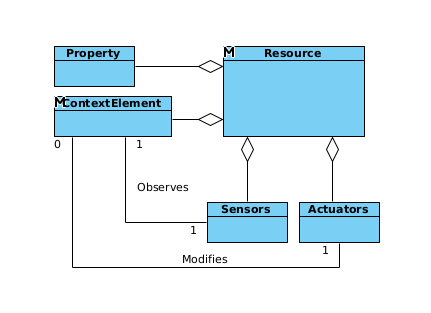 Property
M
Resource
M
ContextElement
0
1
Observes
Sensors
Actuators
1
1
Modifies